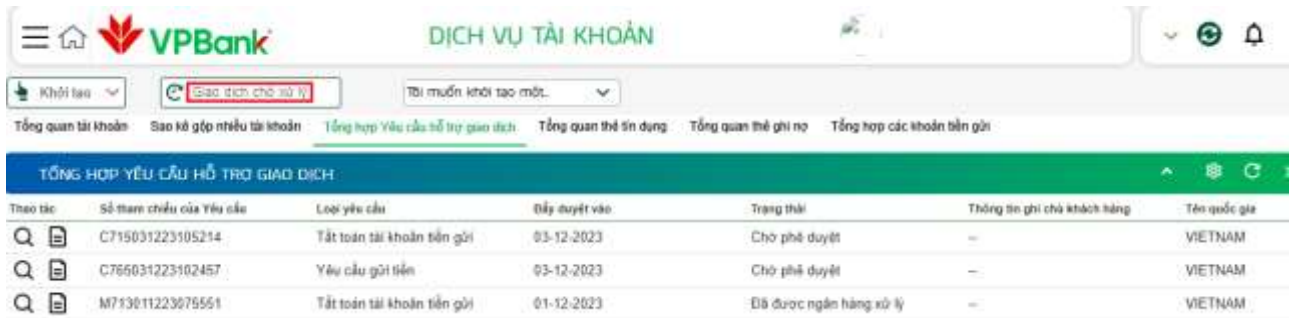 VPBank DỊCH VỤ TÀI KHOẢN
Khởi tạo Giao dịch chờ xử lý Tôi muốn khởi tạo một..
Tổng quan tài khoản Sao kê gộp nhiều tài khoản Tổng hợp Yêu cầu hỗ trợ giao dịch Tổng quan thẻ tín dụng Tổng quan thẻ ghi nợ Tổng hợp các khoản tiền gửi
TỔNG HỢP YÊU CẦU HỖ TRỢ GIAO DỊCH
Thao tác Số tham chiếu của Yêu cầu Loại yêu cầu Đẩy duyệt vào Trạng thái Thông tin ghi chú khách hàng Tên quốc gia
C715031223105214 Tất toán tài khoản tiền gửi 03-12-2023 Chờ phê duyệt -- VIETNAM
C765031223102457 Yêu cầu gửi tiền 03-12-2023 Chờ phê duyệt -- VIETNAM
M713011223075551 Tất toán tài khoản tiền gửi 01-12-2023 Đã được ngân hàng xử lý -- VIETNAM